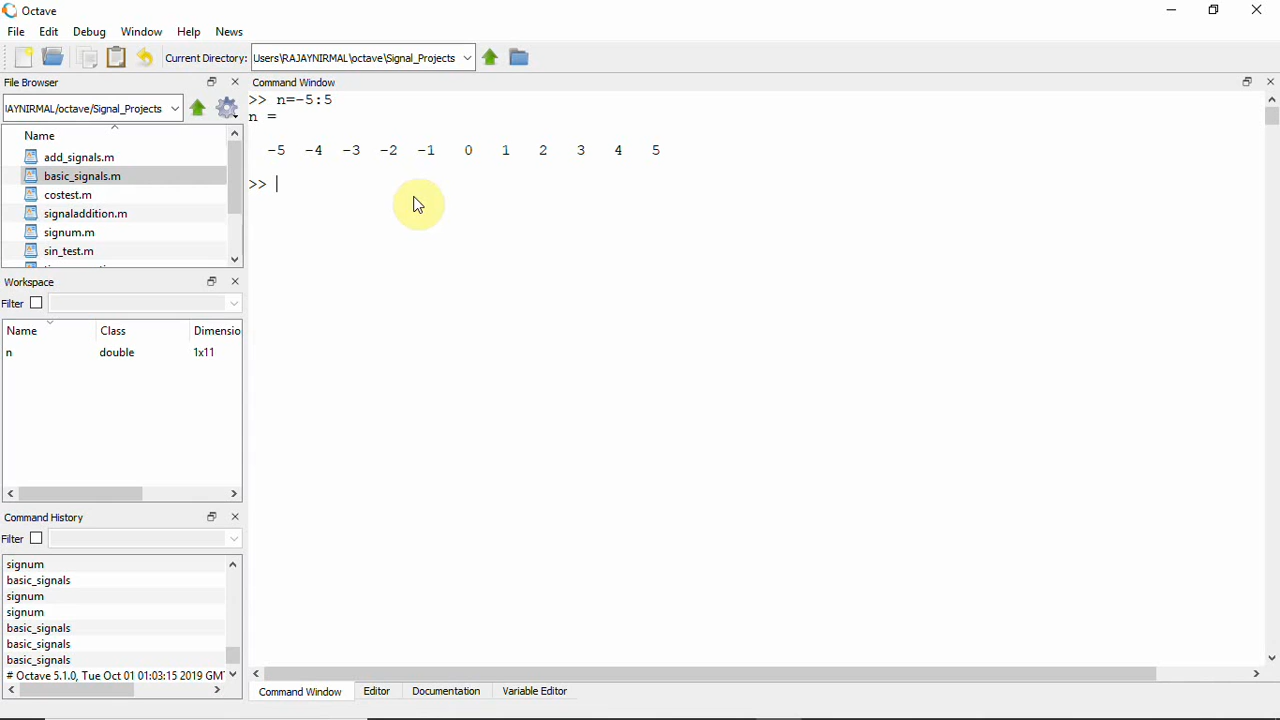 Octave
File Edit Debug Window Help News
Current Directory: Users\RAJAYNIRMAL\octave\Signal_Projects
File Browser
Command Window
IAYNIRMAL/octave/Signal_Projects
>> n=-5:5
n =
Name
-5 -4 -3 -2 -1 0 1 2 3 4 5
add_signals.m
basic_signals.m
>>
costest.m
signaladdition.m
signum.m
sin_test.m
Workspace
Filter
Name Class Dimensio
n double 1x11
Command History
Filter
signum
basic_signals
signum
signum
basic_signals
basic_signals
basic_signals
# Octave 5.1.0, Tue Oct 01 01:03:15 2019 GMT
Command Window Editor Documentation Variable Editor